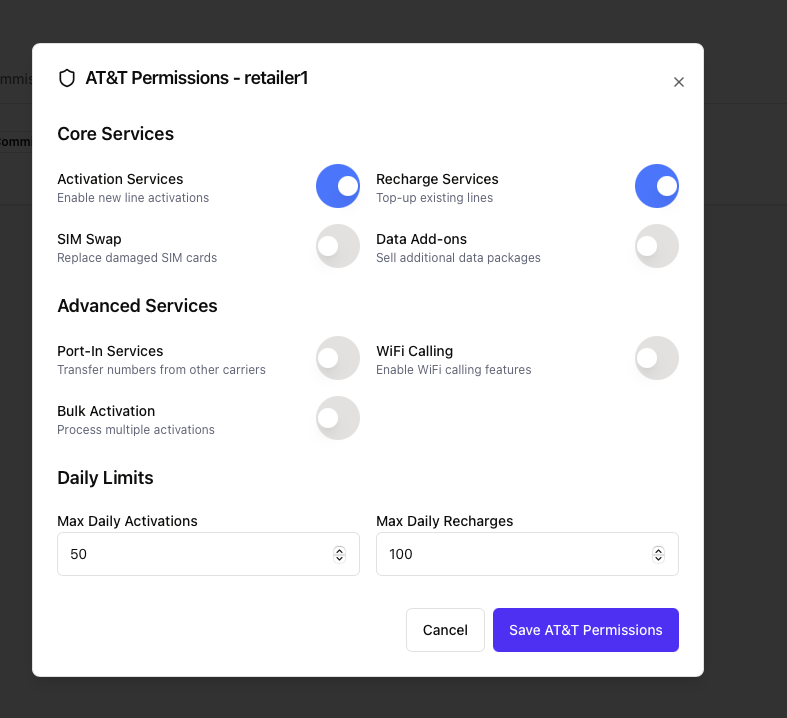 AT&T Permissions - retailer1
Core Services
Activation Services
Enable new line activations
Recharge Services
Top-up existing lines
SIM Swap
Replace damaged SIM cards
Data Add-ons
Sell additional data packages
Advanced Services
Port-In Services
Transfer numbers from other carriers
WiFi Calling
Enable WiFi calling features
Bulk Activation
Process multiple activations
Daily Limits
Max Daily Activations
Max Daily Recharges
50
100
Cancel
Save AT&T Permissions